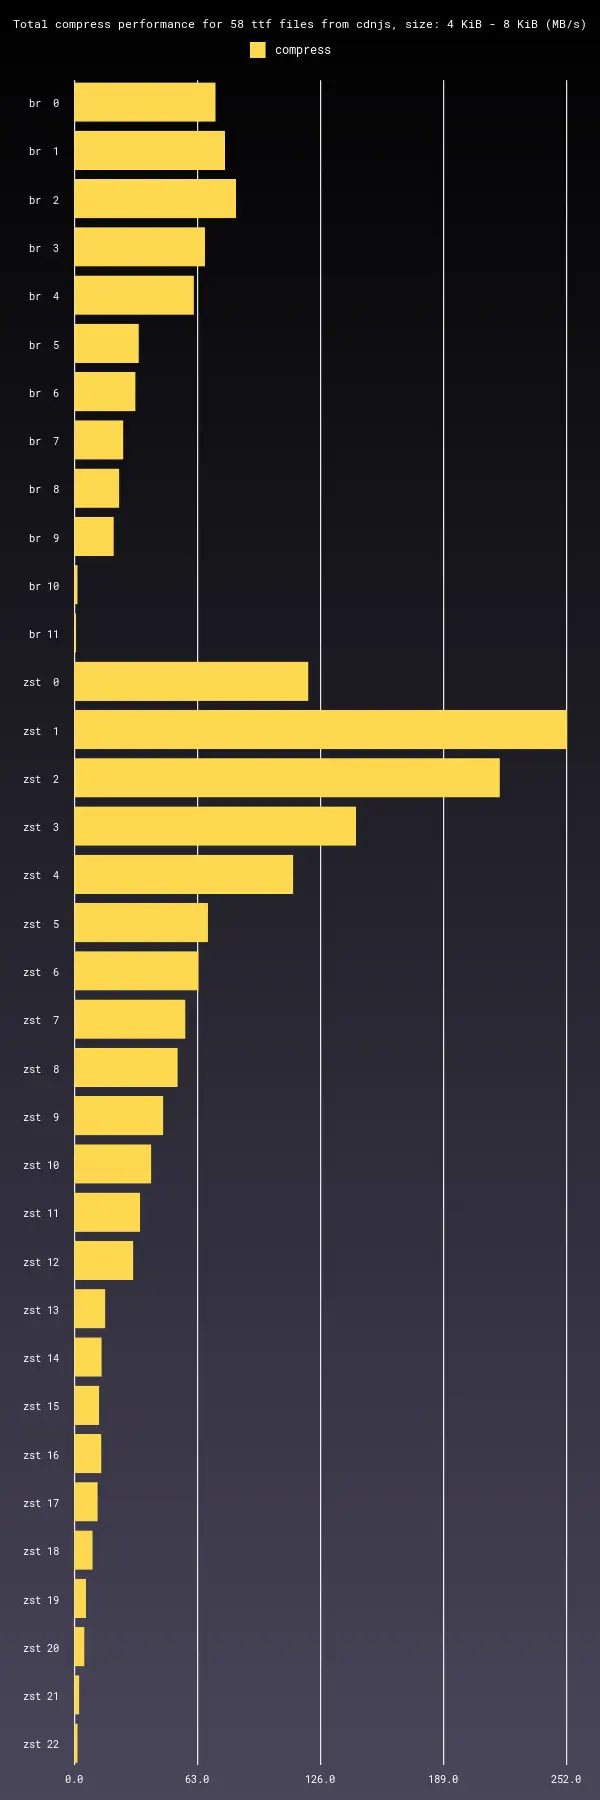 Total compress performance for 58 ttf files from cdnjs, size: 4 KiB - 8 KiB (MB/s)
compress
br  0
br  1
br  2
br  3
br  4
br  5
br  6
br  7
br  8
br  9
br 10
br 11
zst  0
zst  1
zst  2
zst  3
zst  4
zst  5
zst  6
zst  7
zst  8
zst  9
zst 10
zst 11
zst 12
zst 13
zst 14
zst 15
zst 16
zst 17
zst 18
zst 19
zst 20
zst 21
zst 22
0.0 63.0 126.0 189.0 252.0